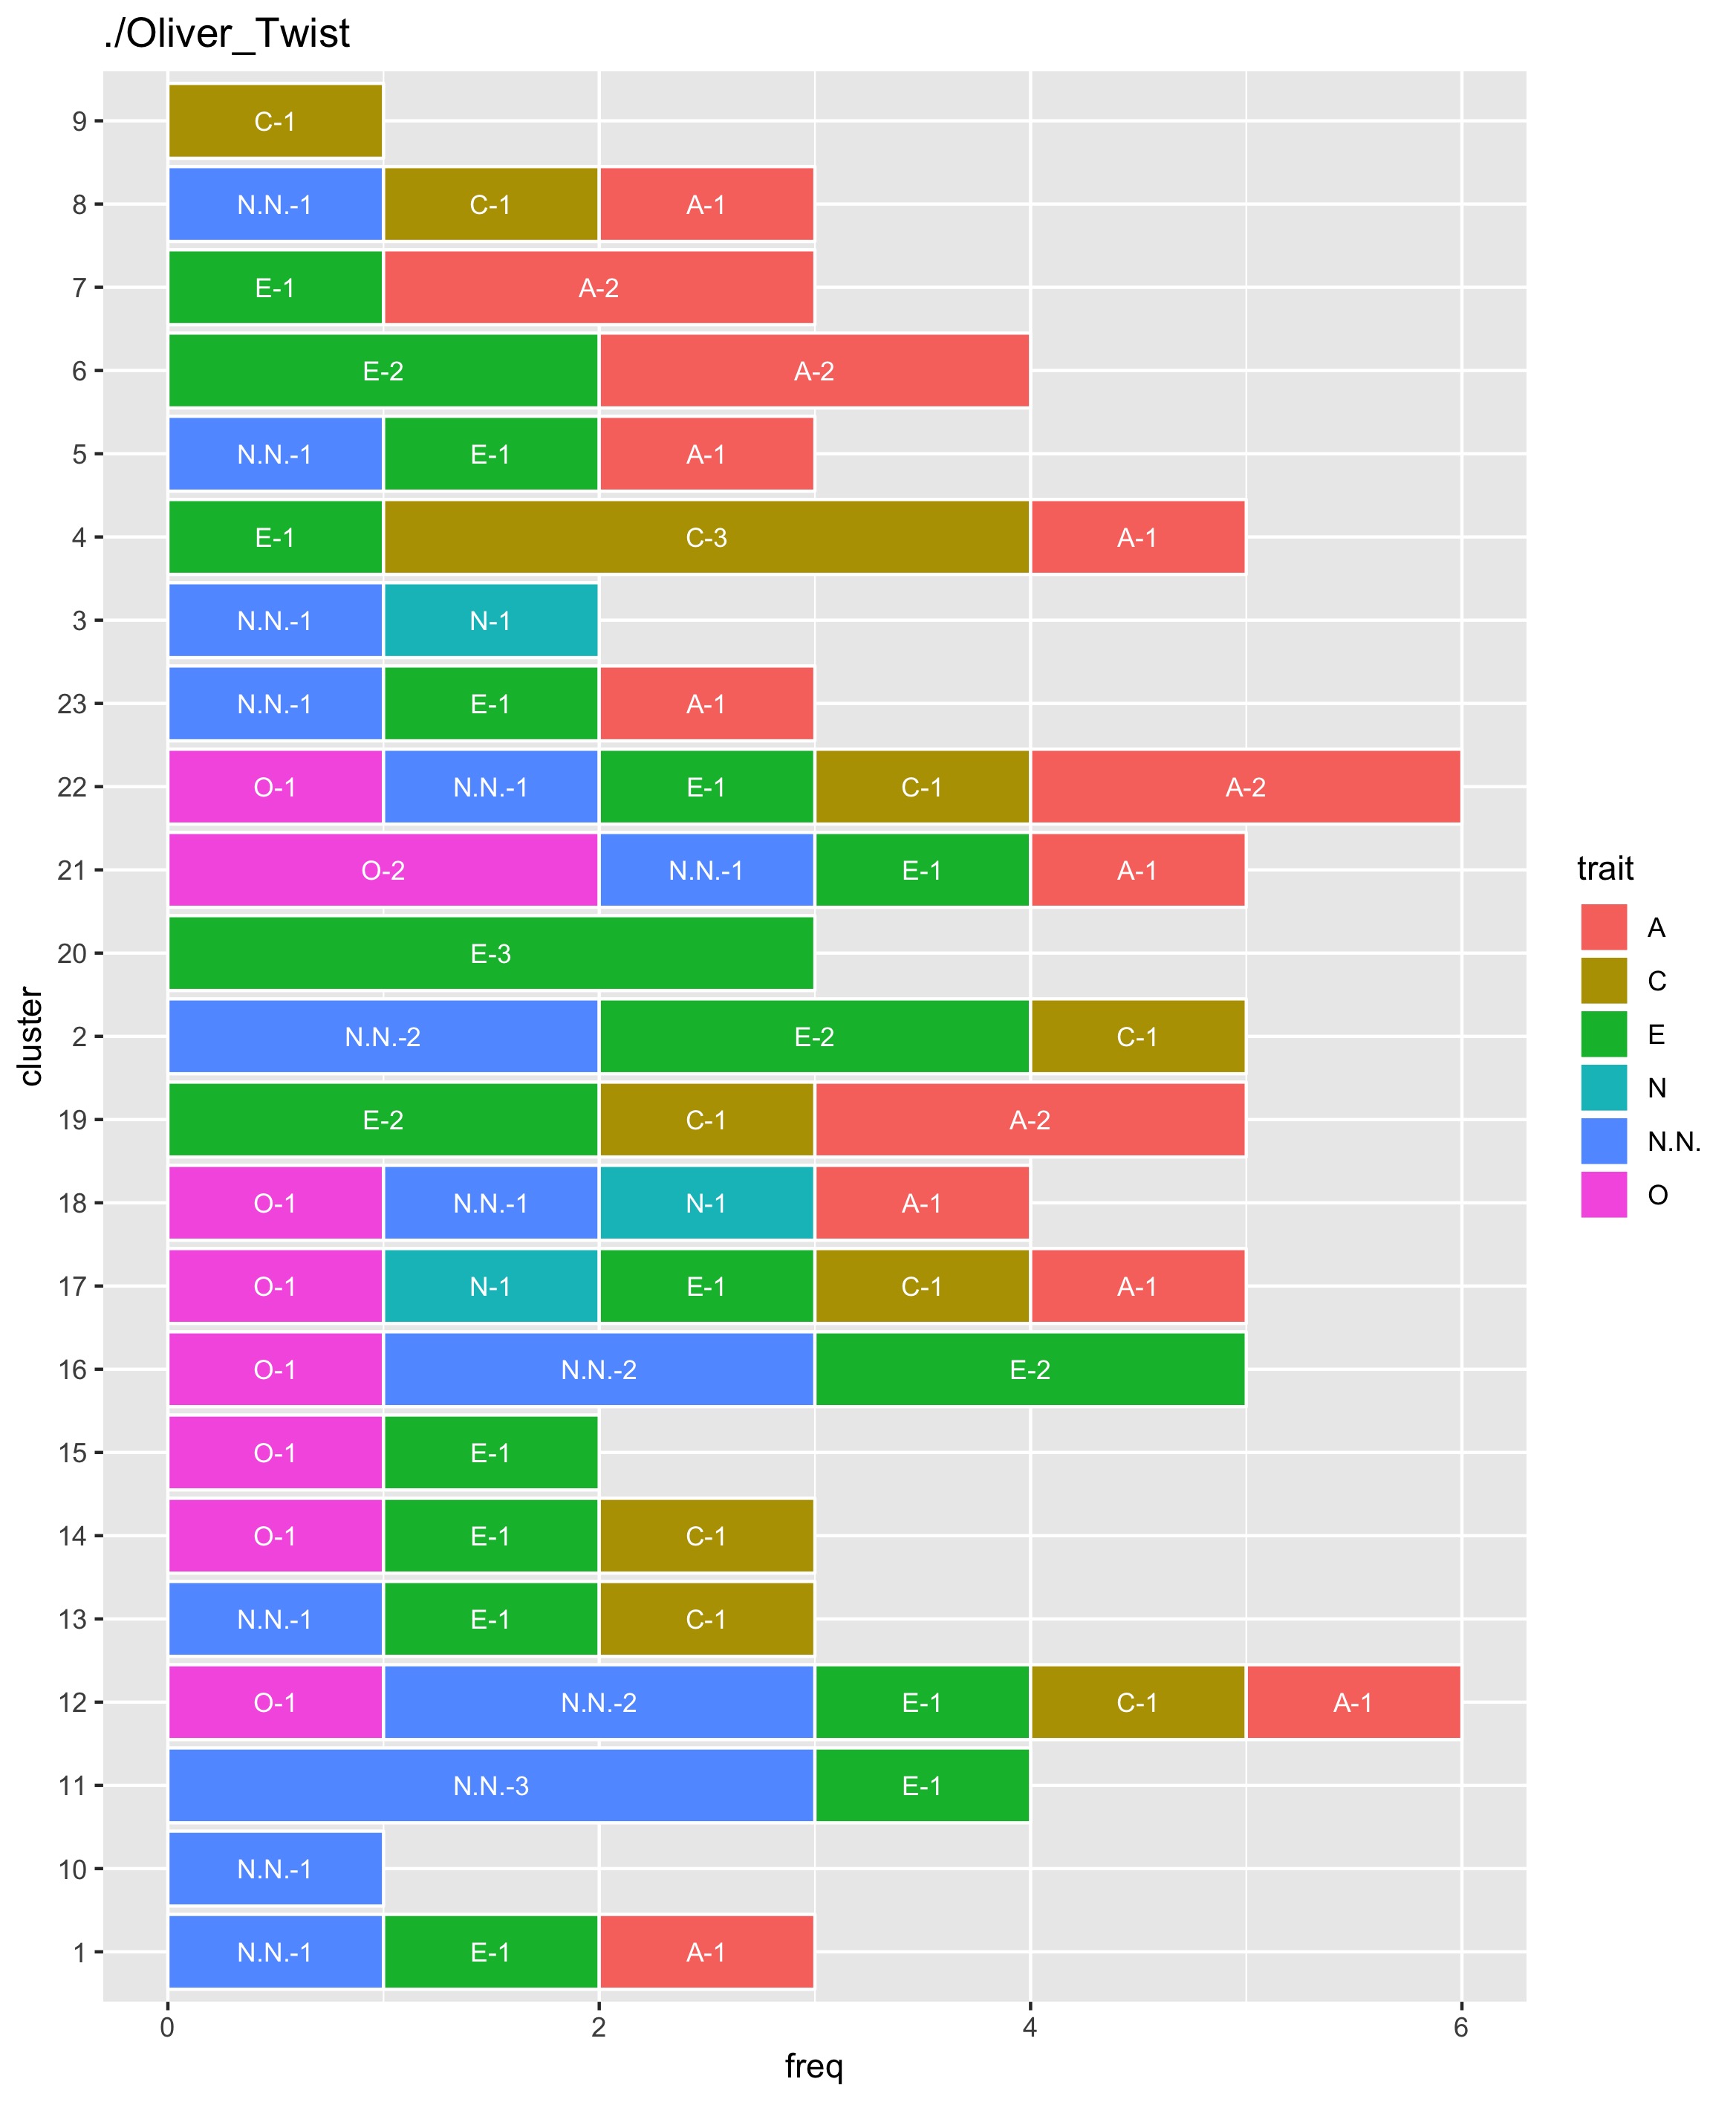 ./Oliver_Twist
9 C-1
8 N.N.-1 C-1 A-1
7 E-1 A-2
6 E-2 A-2
5 N.N.-1 E-1 A-1
4 E-1 C-3 A-1
3 N.N.-1 N-1
23 N.N.-1 E-1 A-1
22 O-1 N.N.-1 E-1 C-1 A-2
21 O-2 N.N.-1 E-1 A-1
20 E-3
2 N.N.-2 E-2 C-1
19 E-2 C-1 A-2
18 O-1 N.N.-1 N-1 A-1
17 O-1 N-1 E-1 C-1 A-1
16 O-1 N.N.-2 E-2
15 O-1 E-1
14 O-1 E-1 C-1
13 N.N.-1 E-1 C-1
12 O-1 N.N.-2 E-1 C-1 A-1
11 N.N.-3 E-1
10 N.N.-1
1 N.N.-1 E-1 A-1
0 2 4 6
freq
cluster
trait
A
C
E
N
N.N.
O